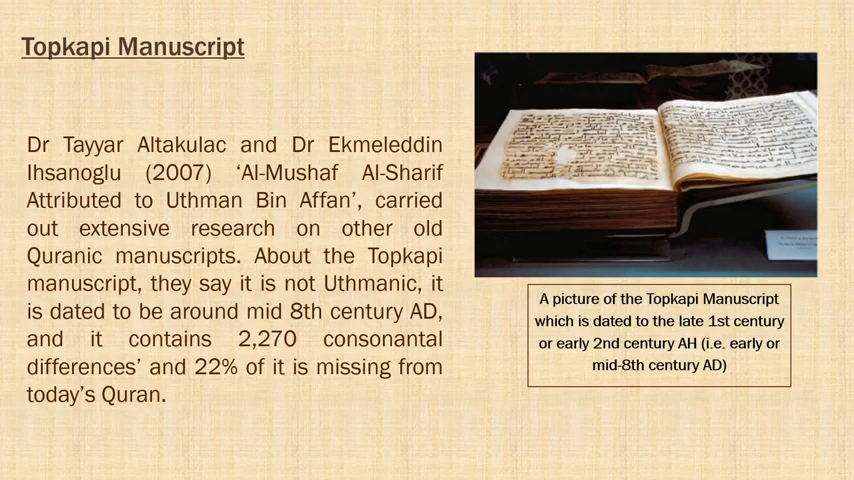 Topkapi Manuscript
Dr Tayyar Altakulac and Dr Ekmeleddin
Ihsanoglu (2007) ‘Al-Mushaf Al-Sharif
Attributed to Uthman Bin Affan’, carried
out extensive research on other old
Quranic manuscripts. About the Topkapi
manuscript, they say it is not Uthmanic, it
is dated to be around mid 8th century AD,
and it contains 2,270 consonantal
differences’ and 22% of it is missing from
today’s Quran.
A picture of the Topkapi Manuscript
which is dated to the late 1st century
or early 2nd century AH (i.e. early or
mid-8th century AD)